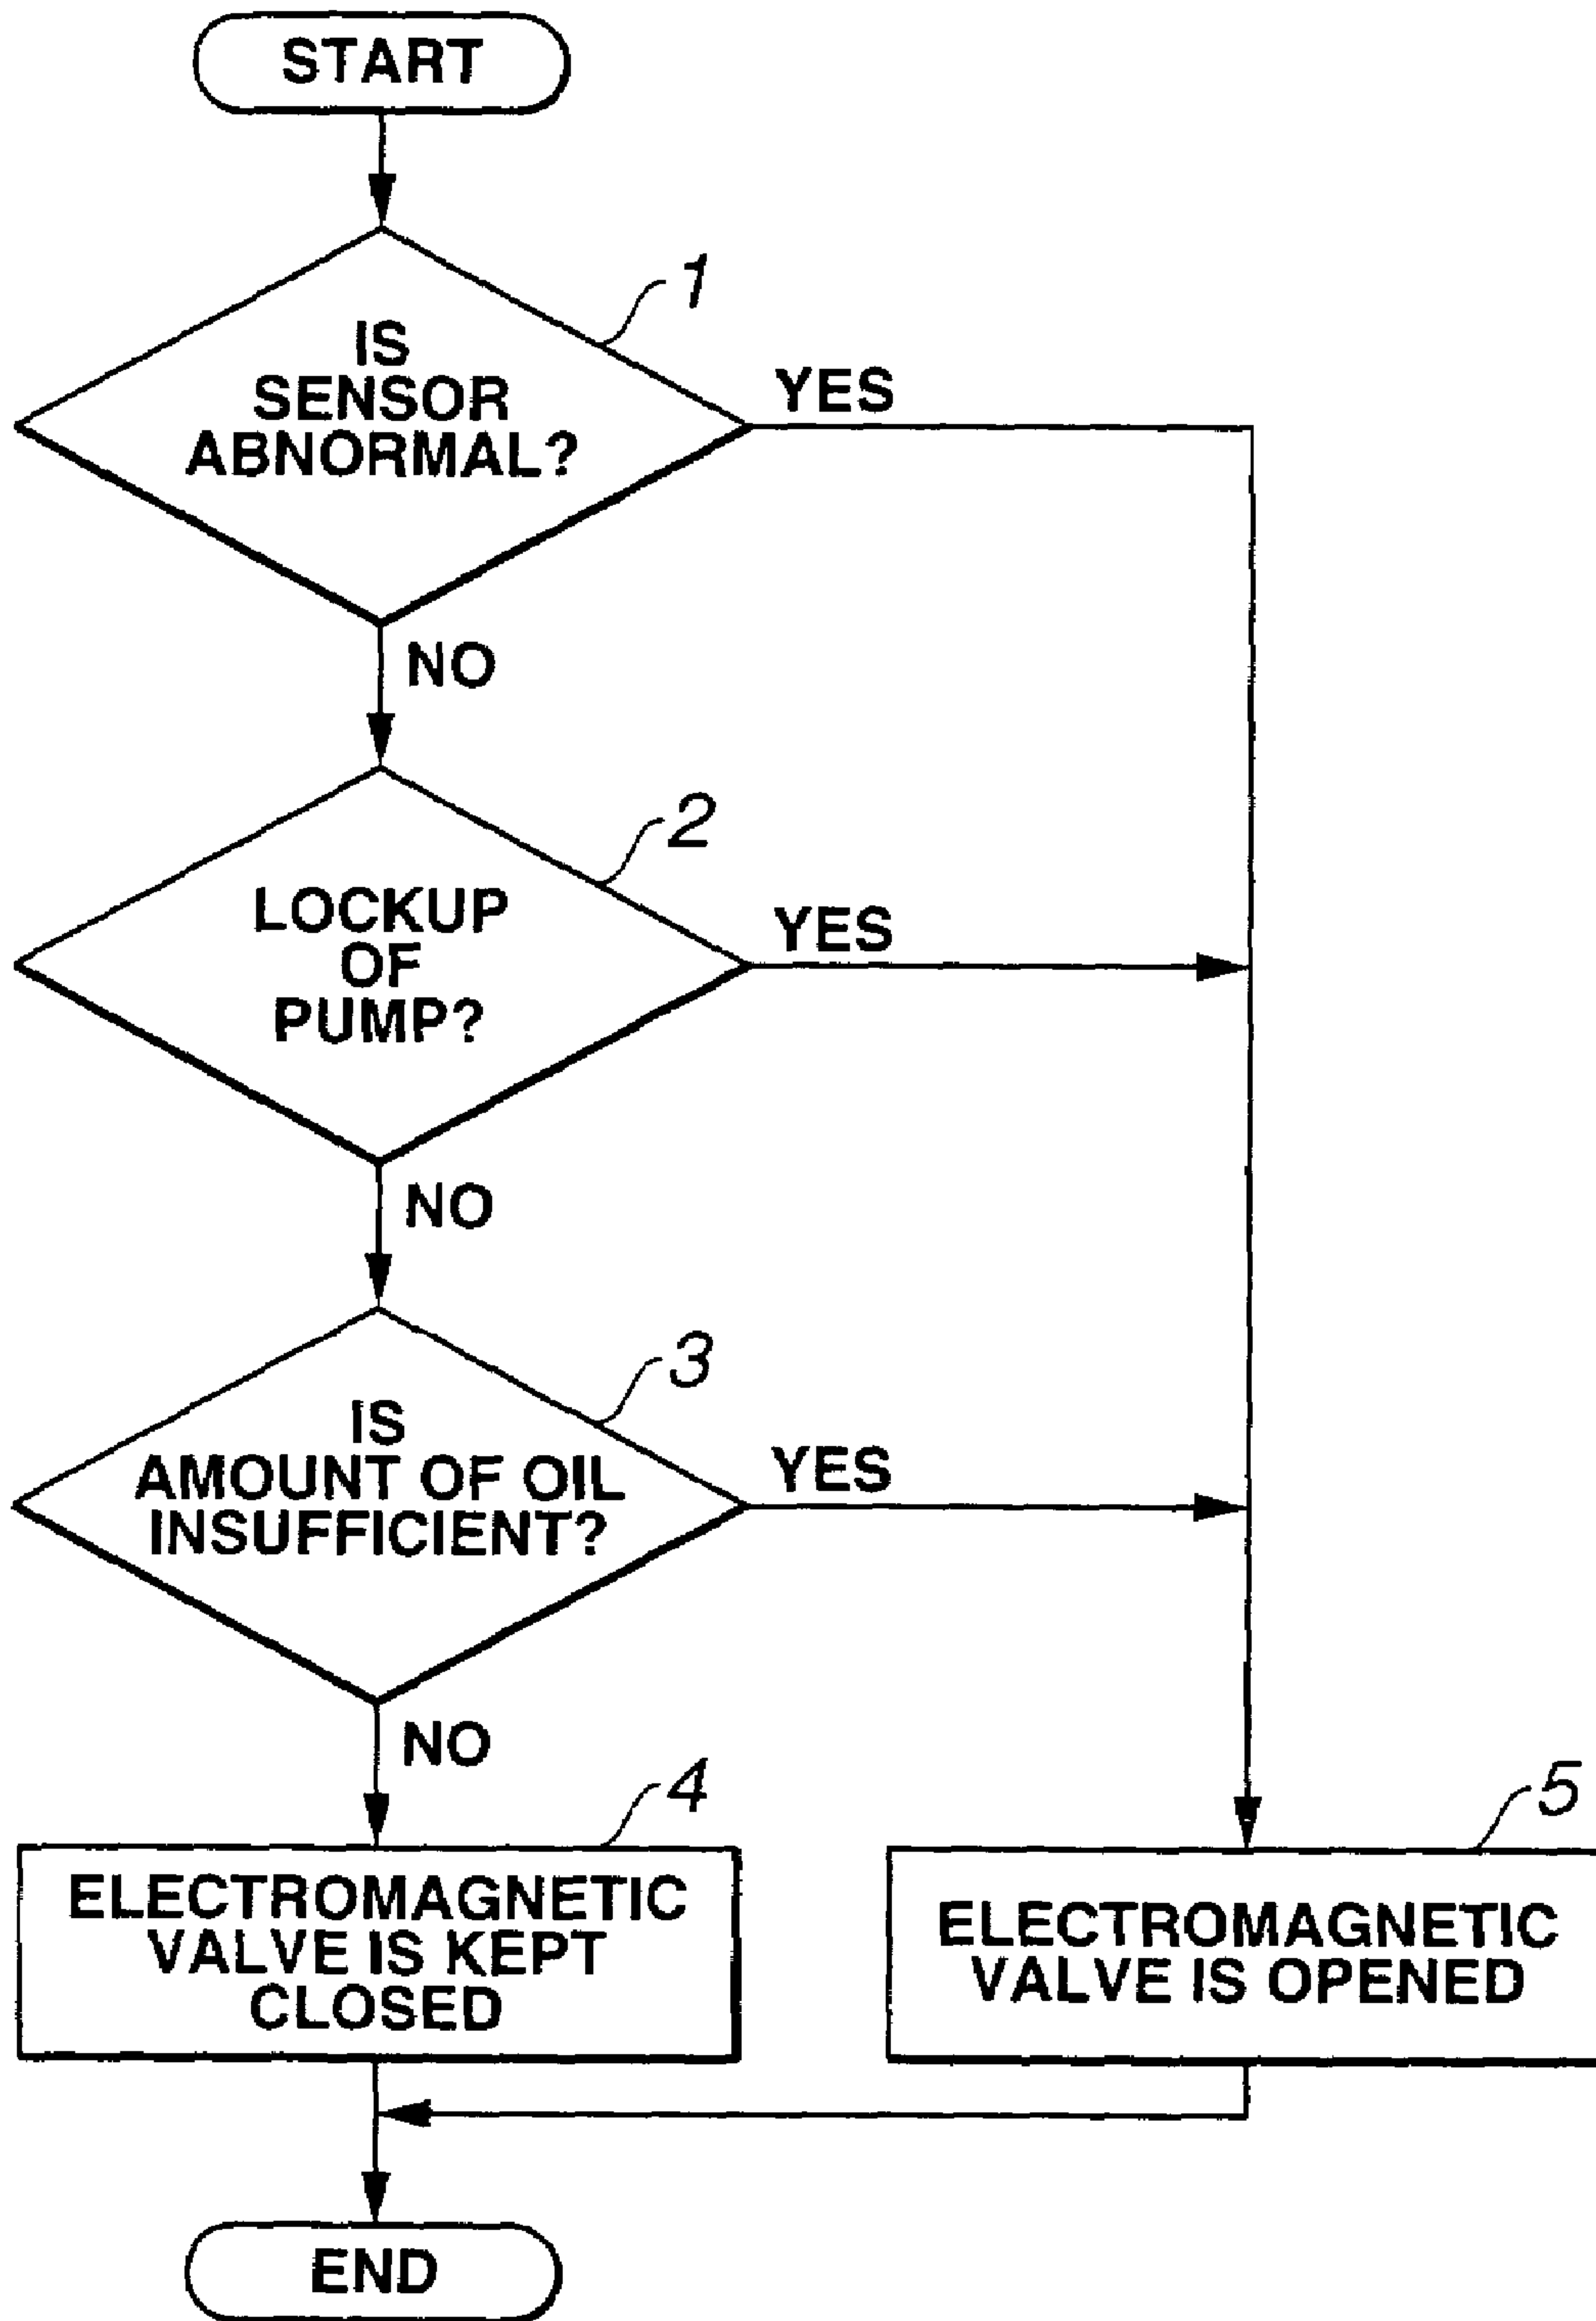 START
1
IS
SENSOR
ABNORMAL?
YES
NO
2
LOCKUP
OF
PUMP?
YES
NO
3
IS
AMOUNT OF OIL
INSUFFICIENT?
YES
NO
4
ELECTROMAGNETIC
VALVE IS KEPT
CLOSED
5
ELECTROMAGNETIC
VALVE IS OPENED
END